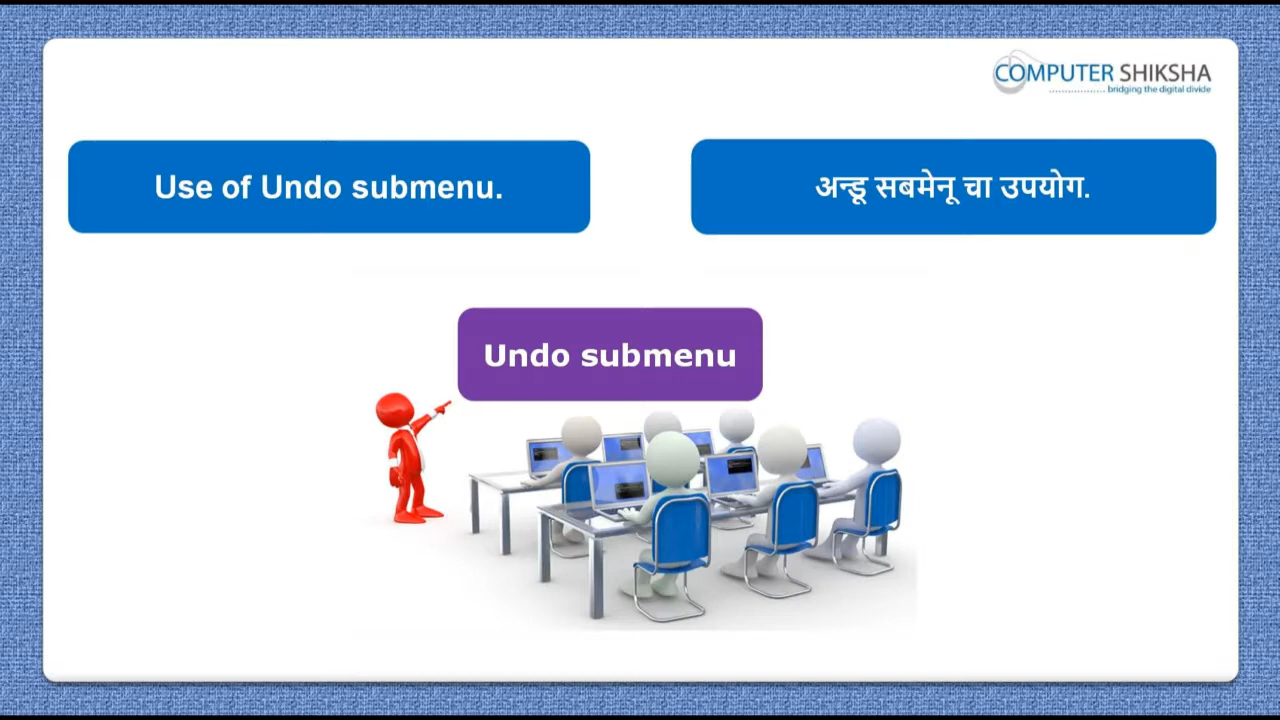 COMPUTER SHIKSHA
bridging the digital divide
Use of Undo submenu.
अन्डू सबमेनू चा उपयोग.
Undo submenu